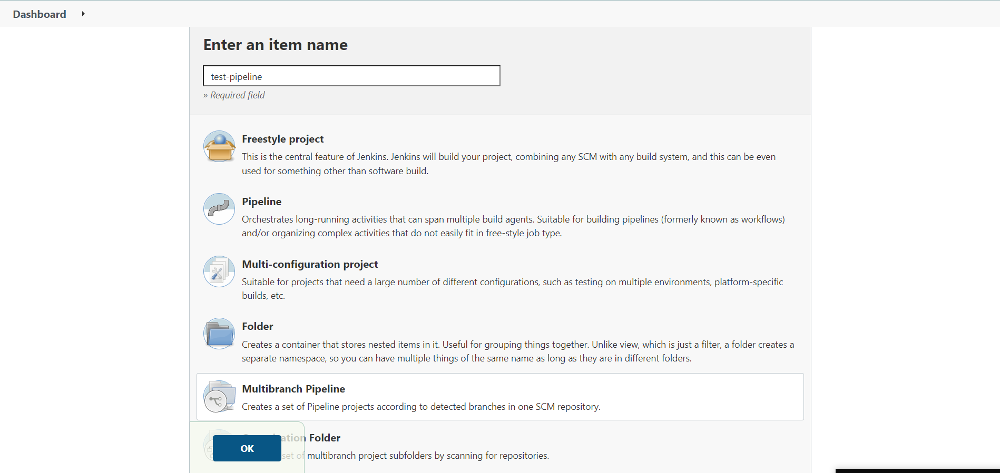 Dashboard
Enter an item name
test-pipeline
» Required field
Freestyle project
This is the central feature of Jenkins. Jenkins will build your project, combining any SCM with any build system, and this can be even
used for something other than software build.
Pipeline
Orchestrates long-running activities that can span multiple build agents. Suitable for building pipelines (formerly known as workflows)
and/or organizing complex activities that do not easily fit in free-style job type.
Multi-configuration project
Suitable for projects that need a large number of different configurations, such as testing on multiple environments, platform-specific
builds, etc.
Folder
Creates a container that stores nested items in it. Useful for grouping things together. Unlike view, which is just a filter, a folder creates a
separate namespace, so you can have multiple things of the same name as long as they are in different folders.
Multibranch Pipeline
Creates a set of Pipeline projects according to detected branches in one SCM repository.
Folder
OK
set of multibranch project subfolders by scanning for repositories.